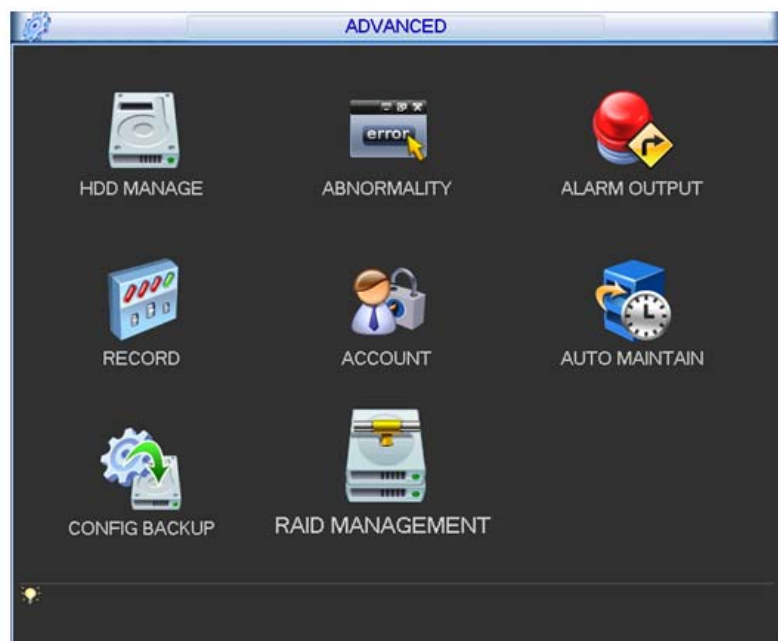 ADVANCED
HDD MANAGE
error
ABNORMALITY
ALARM OUTPUT
RECORD
ACCOUNT
AUTO MAINTAIN
CONFIG BACKUP
RAID MANAGEMENT